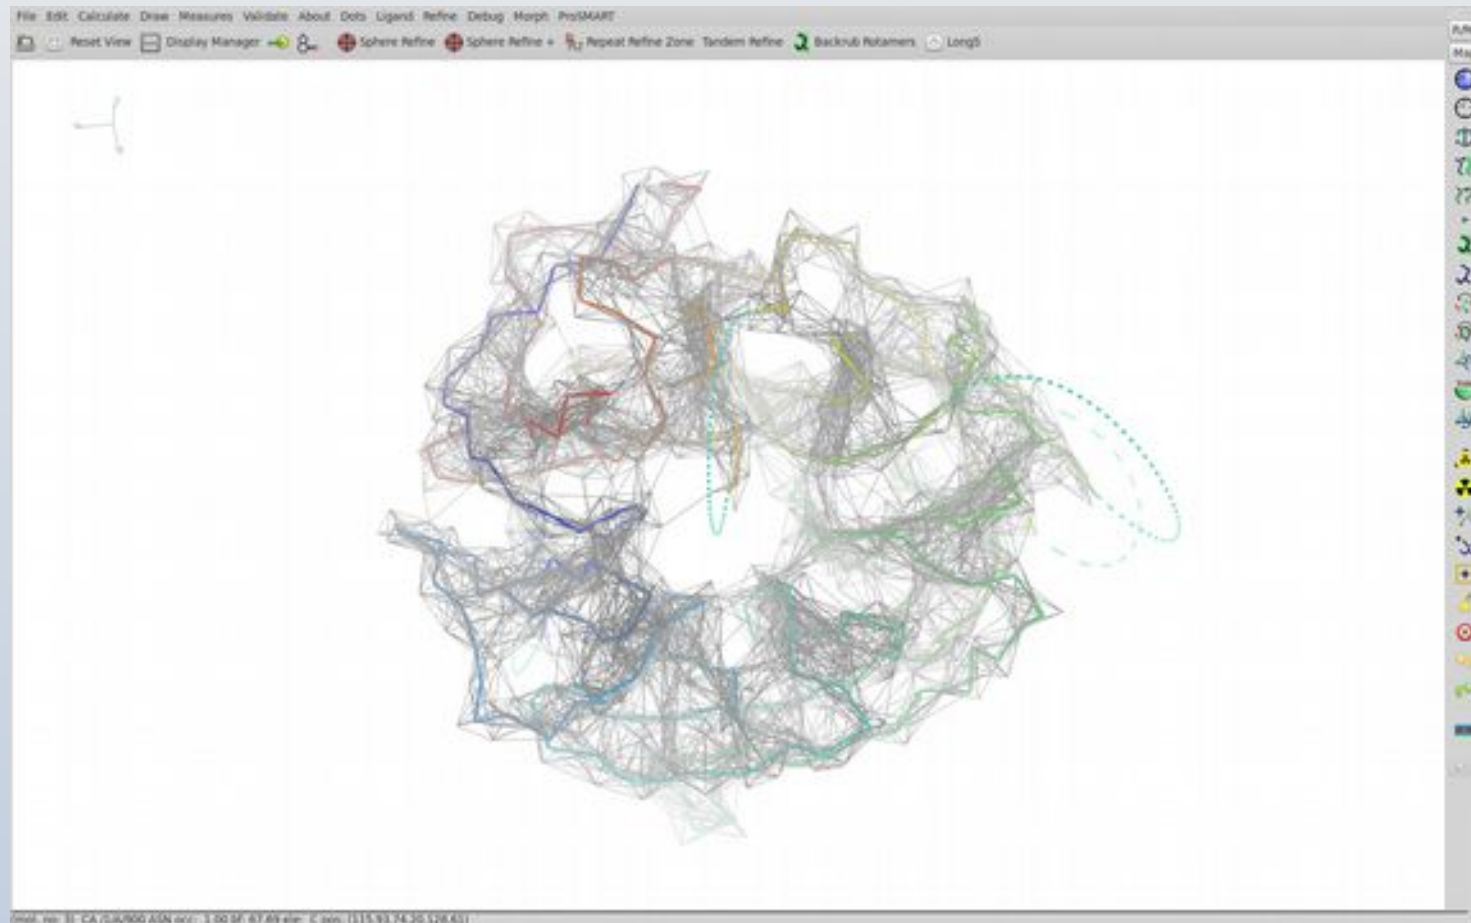 File Edit Calculate Draw Measures Validate About Dots Ligand Refine Debug Morph ProSMART
Reset View Display Manager Sphere Refine Sphere Refine + Repeat Refine Zone Tandem Refine Backrub Rotamers LongS